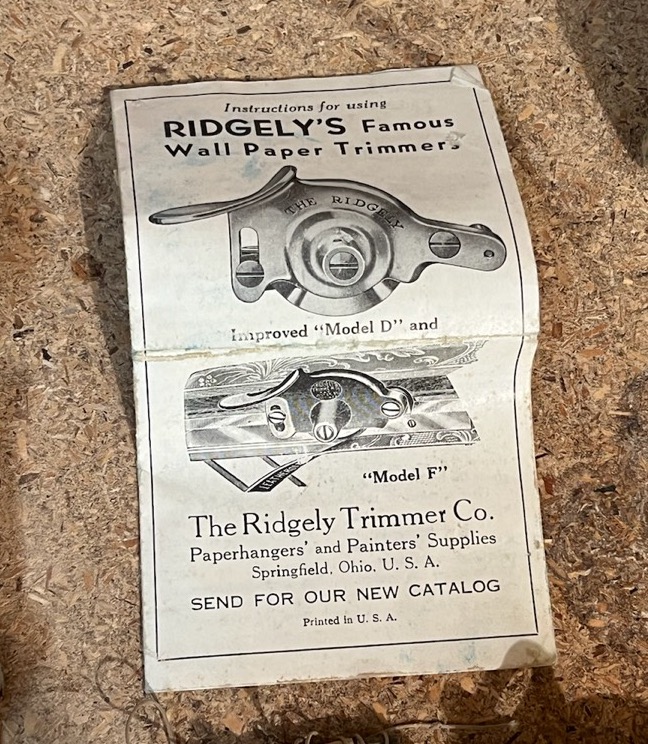 Instructions for using
RIDGELY'S Famous
Wall Paper Trimmers
THE RIDGELY
Improved "Model D" and
"Model F"
The Ridgely Trimmer Co.
Paperhangers' and Painters' Supplies
Springfield, Ohio, U. S. A.
SEND FOR OUR NEW CATALOG
Printed in U. S. A.